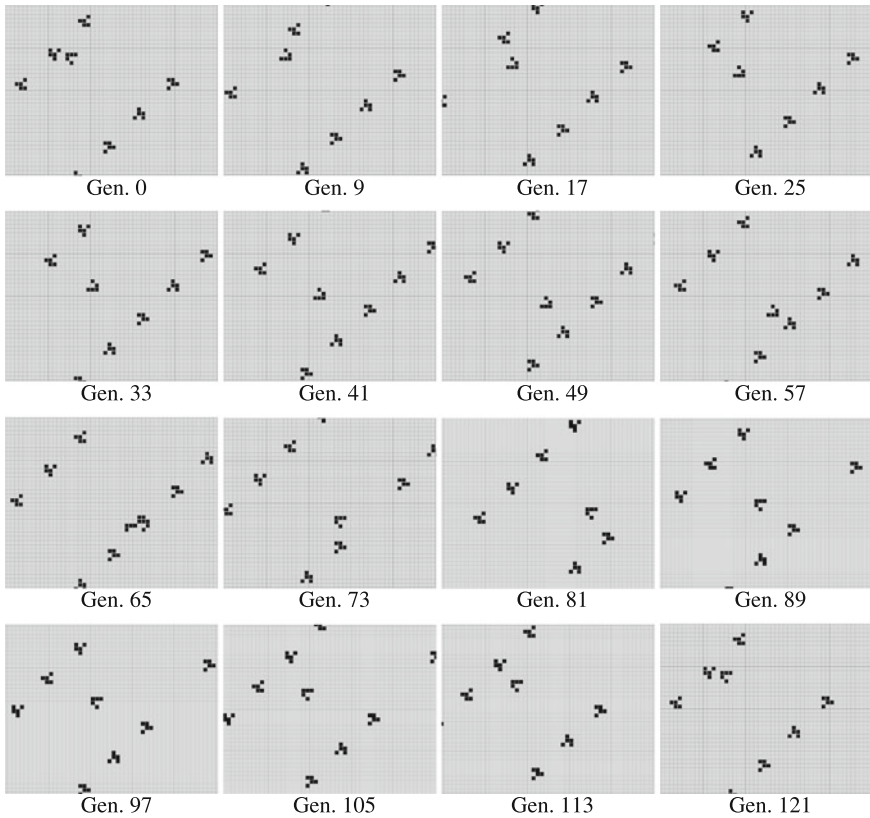 Gen. 0 Gen. 9 Gen. 17 Gen. 25
Gen. 33 Gen. 41 Gen. 49 Gen. 57
Gen. 65 Gen. 73 Gen. 81 Gen. 89
Gen. 97 Gen. 105 Gen. 113 Gen. 121